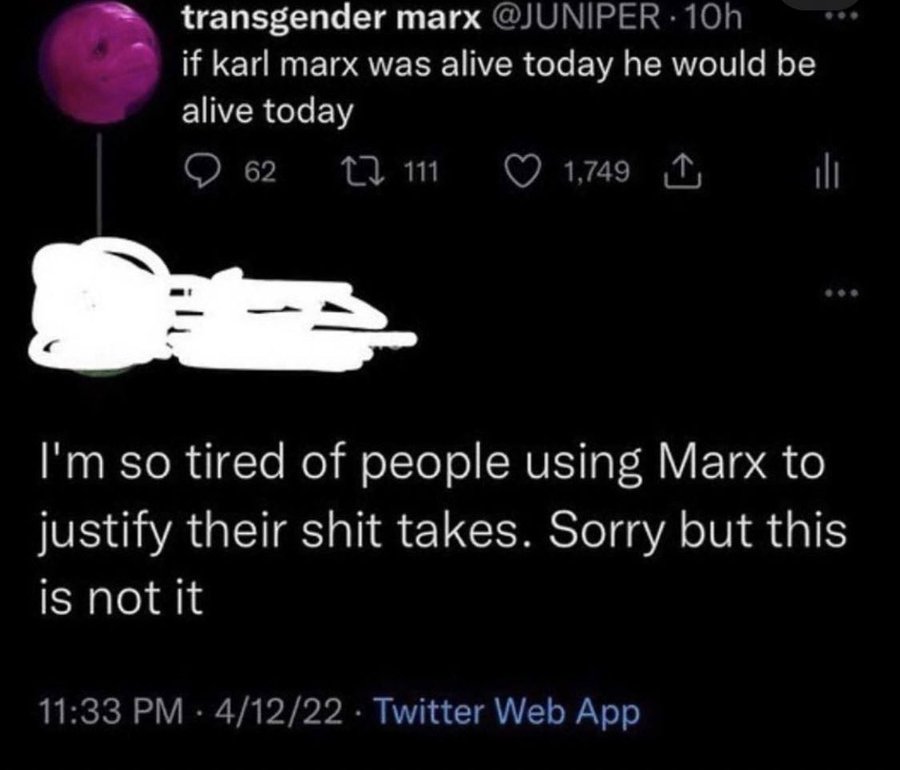 transgender marx @JUNIPER · 10h
if karl marx was alive today he would be
alive today
62 111 1,749
I'm so tired of people using Marx to
justify their shit takes. Sorry but this
is not it
11:33 PM · 4/12/22 · Twitter Web App